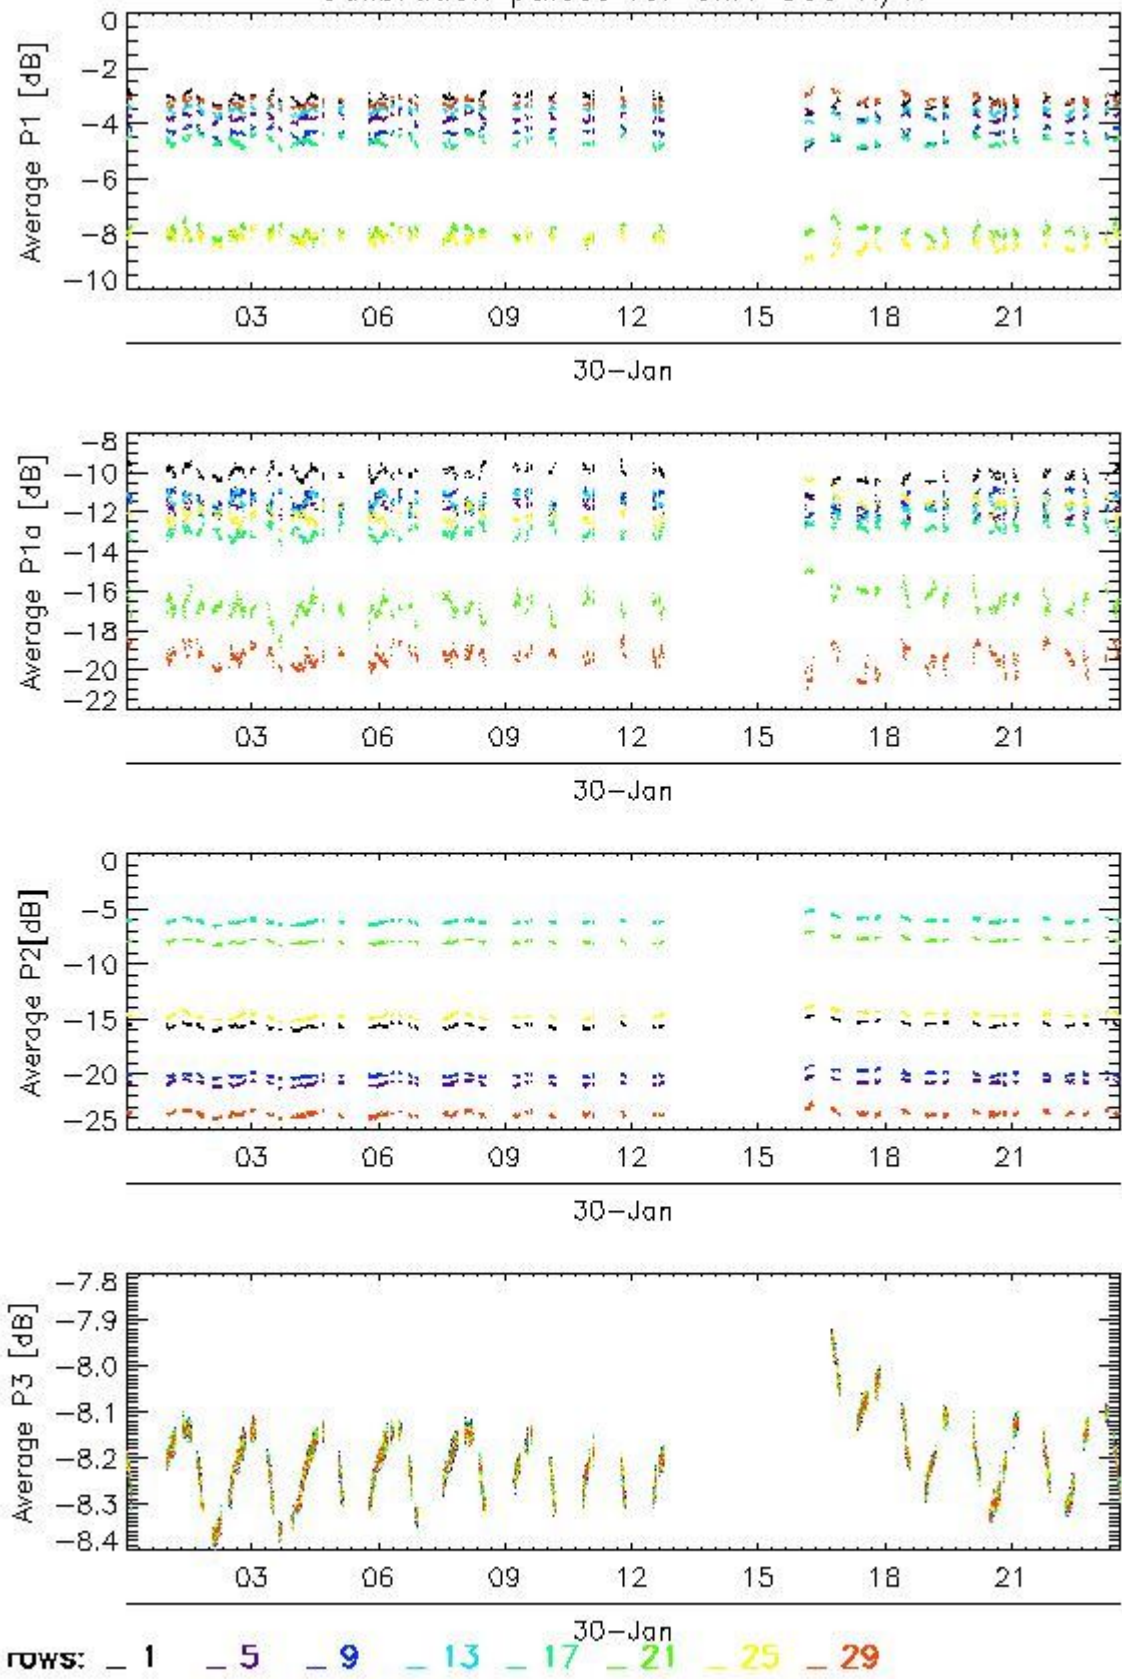 0
−2
−4
−6
−8
−10
Average P1 [dB]
03 06 09 12 15 18 21
30−Jan
−8
−10
−12
−14
−16
−18
−20
−22
Average P1a [dB]
03 06 09 12 15 18 21
30−Jan
0
−5
−10
−15
−20
−25
Average P2[dB]
03 06 09 12 15 18 21
30−Jan
−7.8
−7.9
−8.0
−8.1
−8.2
−8.3
−8.4
Average P3 [dB]
03 06 09 12 15 18 21
30−Jan
rows: _ 1 _ 5 _ 9 _ 13 _ 17 _ 21 _ 25 _ 29